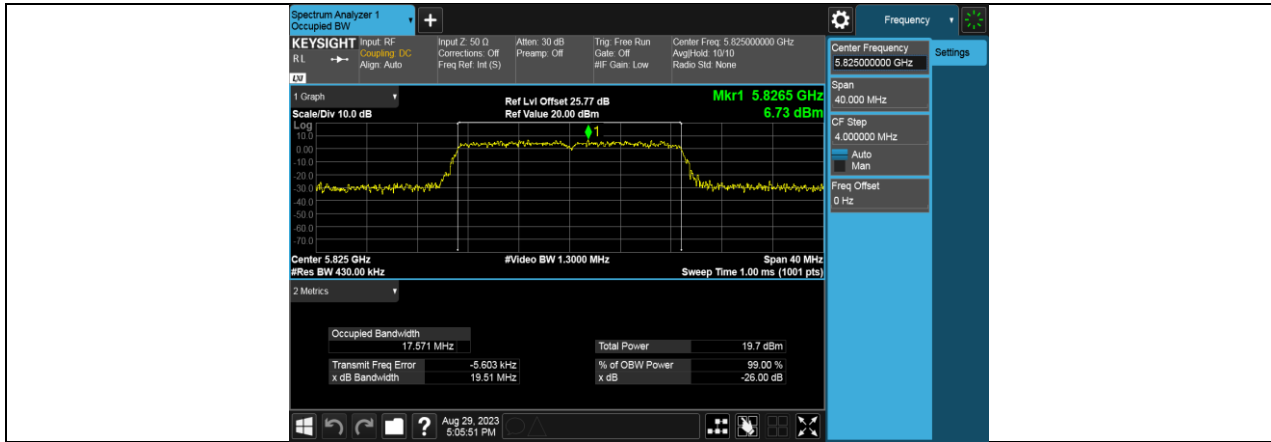 Spectrum Analyzer 1
Occupied BW
+
Frequency
KEYSIGHT
RL
LXI
Input: RF
Coupling: DC
Align: Auto
Input Z: 50 Ω
Corrections: Off
Freq Ref: Int (S)
Atten: 30 dB
Preamp: Off
Trig: Free Run
Gate: Off
#IF Gain: Low
Center Freq: 5.825000000 GHz
Avg|Hold: 10/10
Radio Std: None
Center Frequency
5.825000000 GHz
Settings
Span
40.000 MHz
CF Step
4.000000 MHz
Auto
Man
Freq Offset
0 Hz
1 Graph
Scale/Div 10.0 dB
Ref Lvl Offset 25.77 dB
Ref Value 20.00 dBm
Mkr1 5.8265 GHz
6.73 dBm
Log
10.0
0.00
-10.0
-20.0
-30.0
-40.0
-50.0
-60.0
-70.0
1
Center 5.825 GHz
#Video BW 1.3000 MHz
Span 40 MHz
#Res BW 430.00 kHz
Sweep Time 1.00 ms (1001 pts)
2 Metrics
Occupied Bandwidth
17.571 MHz
Total Power 19.7 dBm
Transmit Freq Error -5.603 kHz
% of OBW Power 99.00 %
x dB Bandwidth 19.51 MHz
x dB -26.00 dB
?
Aug 29, 2023
5:05:51 PM